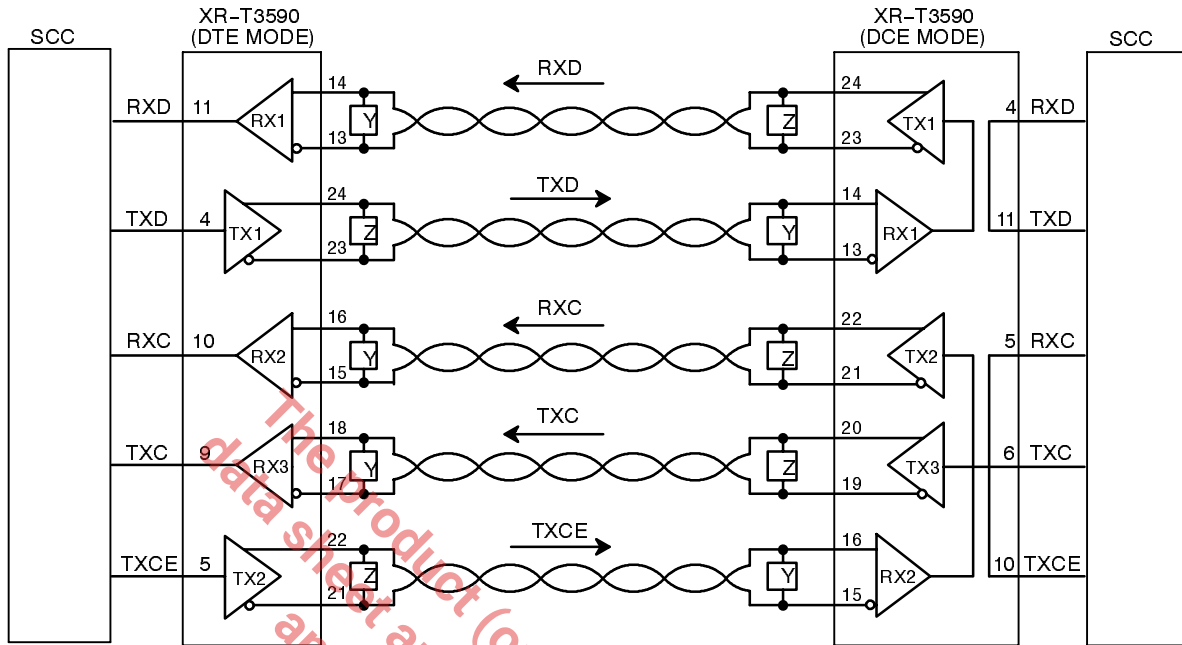 XR-T3590
(DTE MODE)
XR-T3590
(DCE MODE)
SCC
SCC
RXD 11 RX1 14 13 Y RXD Z 24 23 TX1 4 RXD
TXD 4 TX1 24 23 Z TXD Y 14 13 RX1 11 TXD
RXC 10 RX2 16 15 Y RXC Z 22 21 TX2 5 RXC
TXC 9 RX3 18 17 Y TXC Z 20 19 TX3 6 TXC
TXCE 5 TX2 22 21 Z TXCE Y 16 15 RX2 10 TXCE
The product (o
data sheet a
an